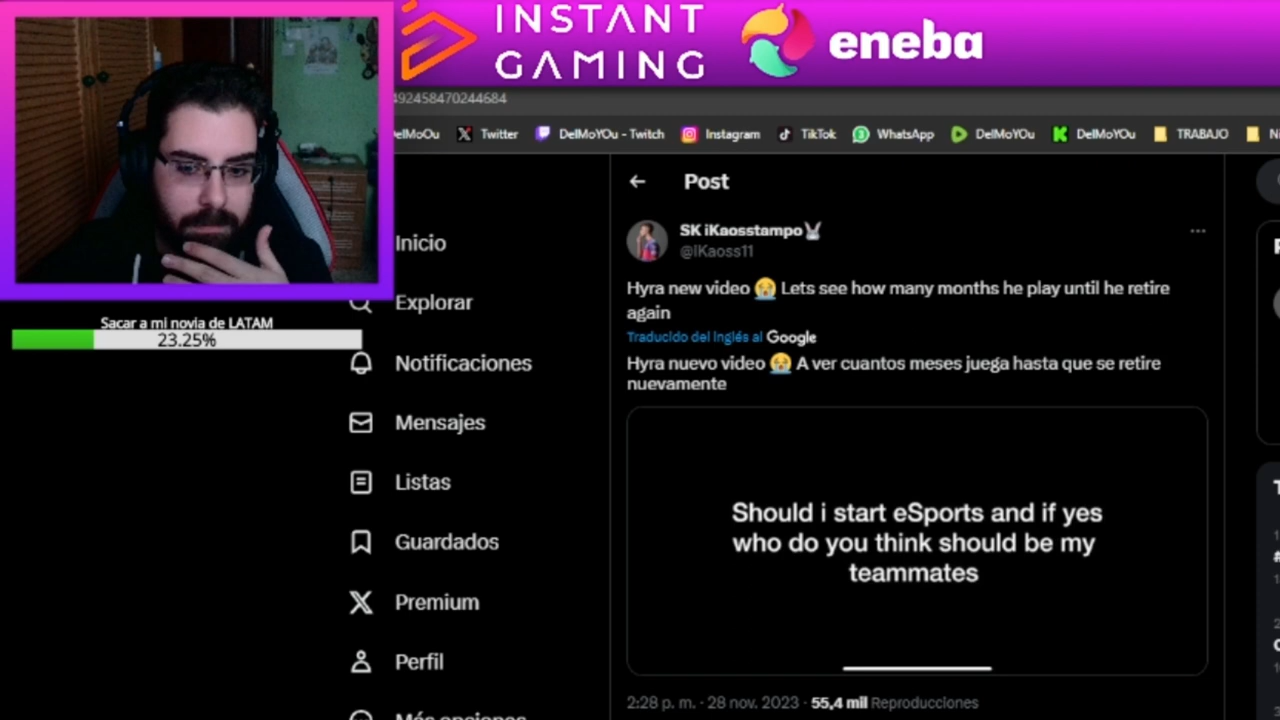 INSTANT
GAMING
eneba
492458470244684
Twitter
DelMoYOu - Twitch
Instagram
TikTok
WhatsApp
DelMoYOu
DelMoYOu
TRABAJO
Post
SK iKaosstampo🐰
@iKaoss11
Hyra new video 😭 Lets see how many months he play until he retire
again
Traducido del inglés al Google
Hyra nuevo video 😭 A ver cuantos meses juega hasta que se retire
nuevamente
Should i start eSports and if yes
who do you think should be my
teammates
2:28 p. m. · 28 nov. 2023 · 55,4 mil Reproducciones
Sacar a mi novia de LATAM
23.25%
Inicio
Explorar
Notificaciones
Mensajes
Listas
Guardados
Premium
Perfil
Más opciones